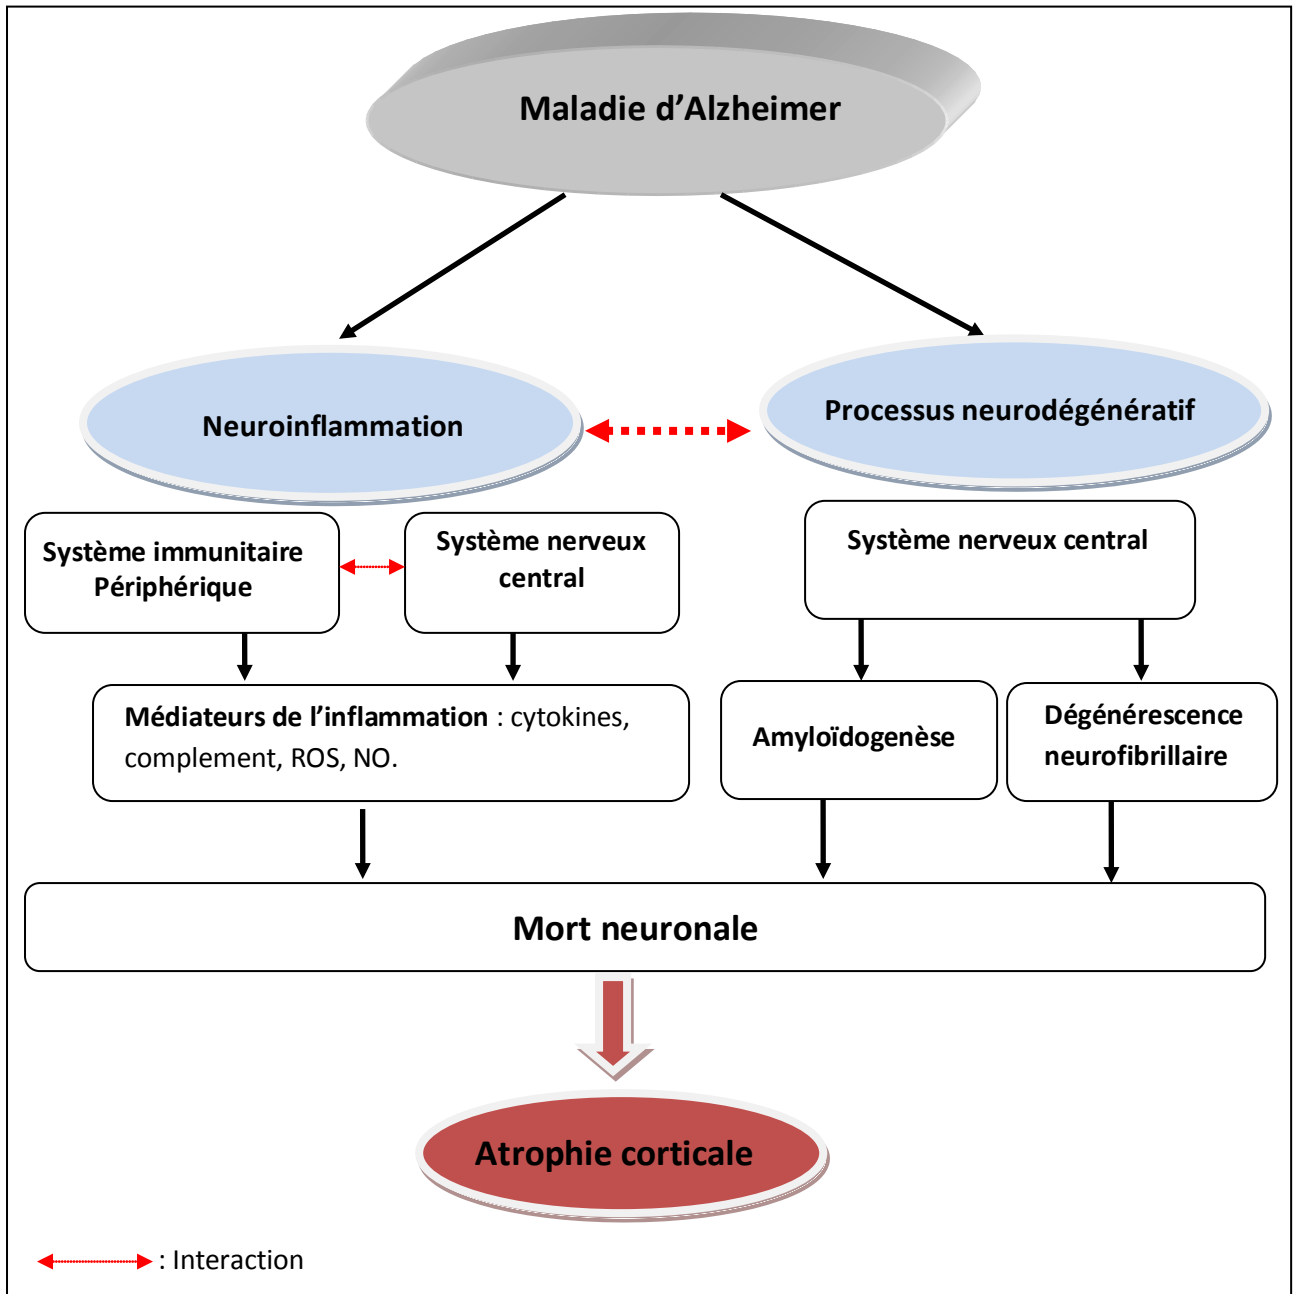 Maladie d’Alzheimer
Neuroinflammation
Processus neurodégénératif
Système immunitaire
Périphérique
Système nerveux
central
Système nerveux central
Médiateurs de l’inflammation : cytokines,
complement, ROS, NO.
Amyloïdogenèse
Dégénérescence
neurofibrillaire
Mort neuronale
Atrophie corticale
: Interaction